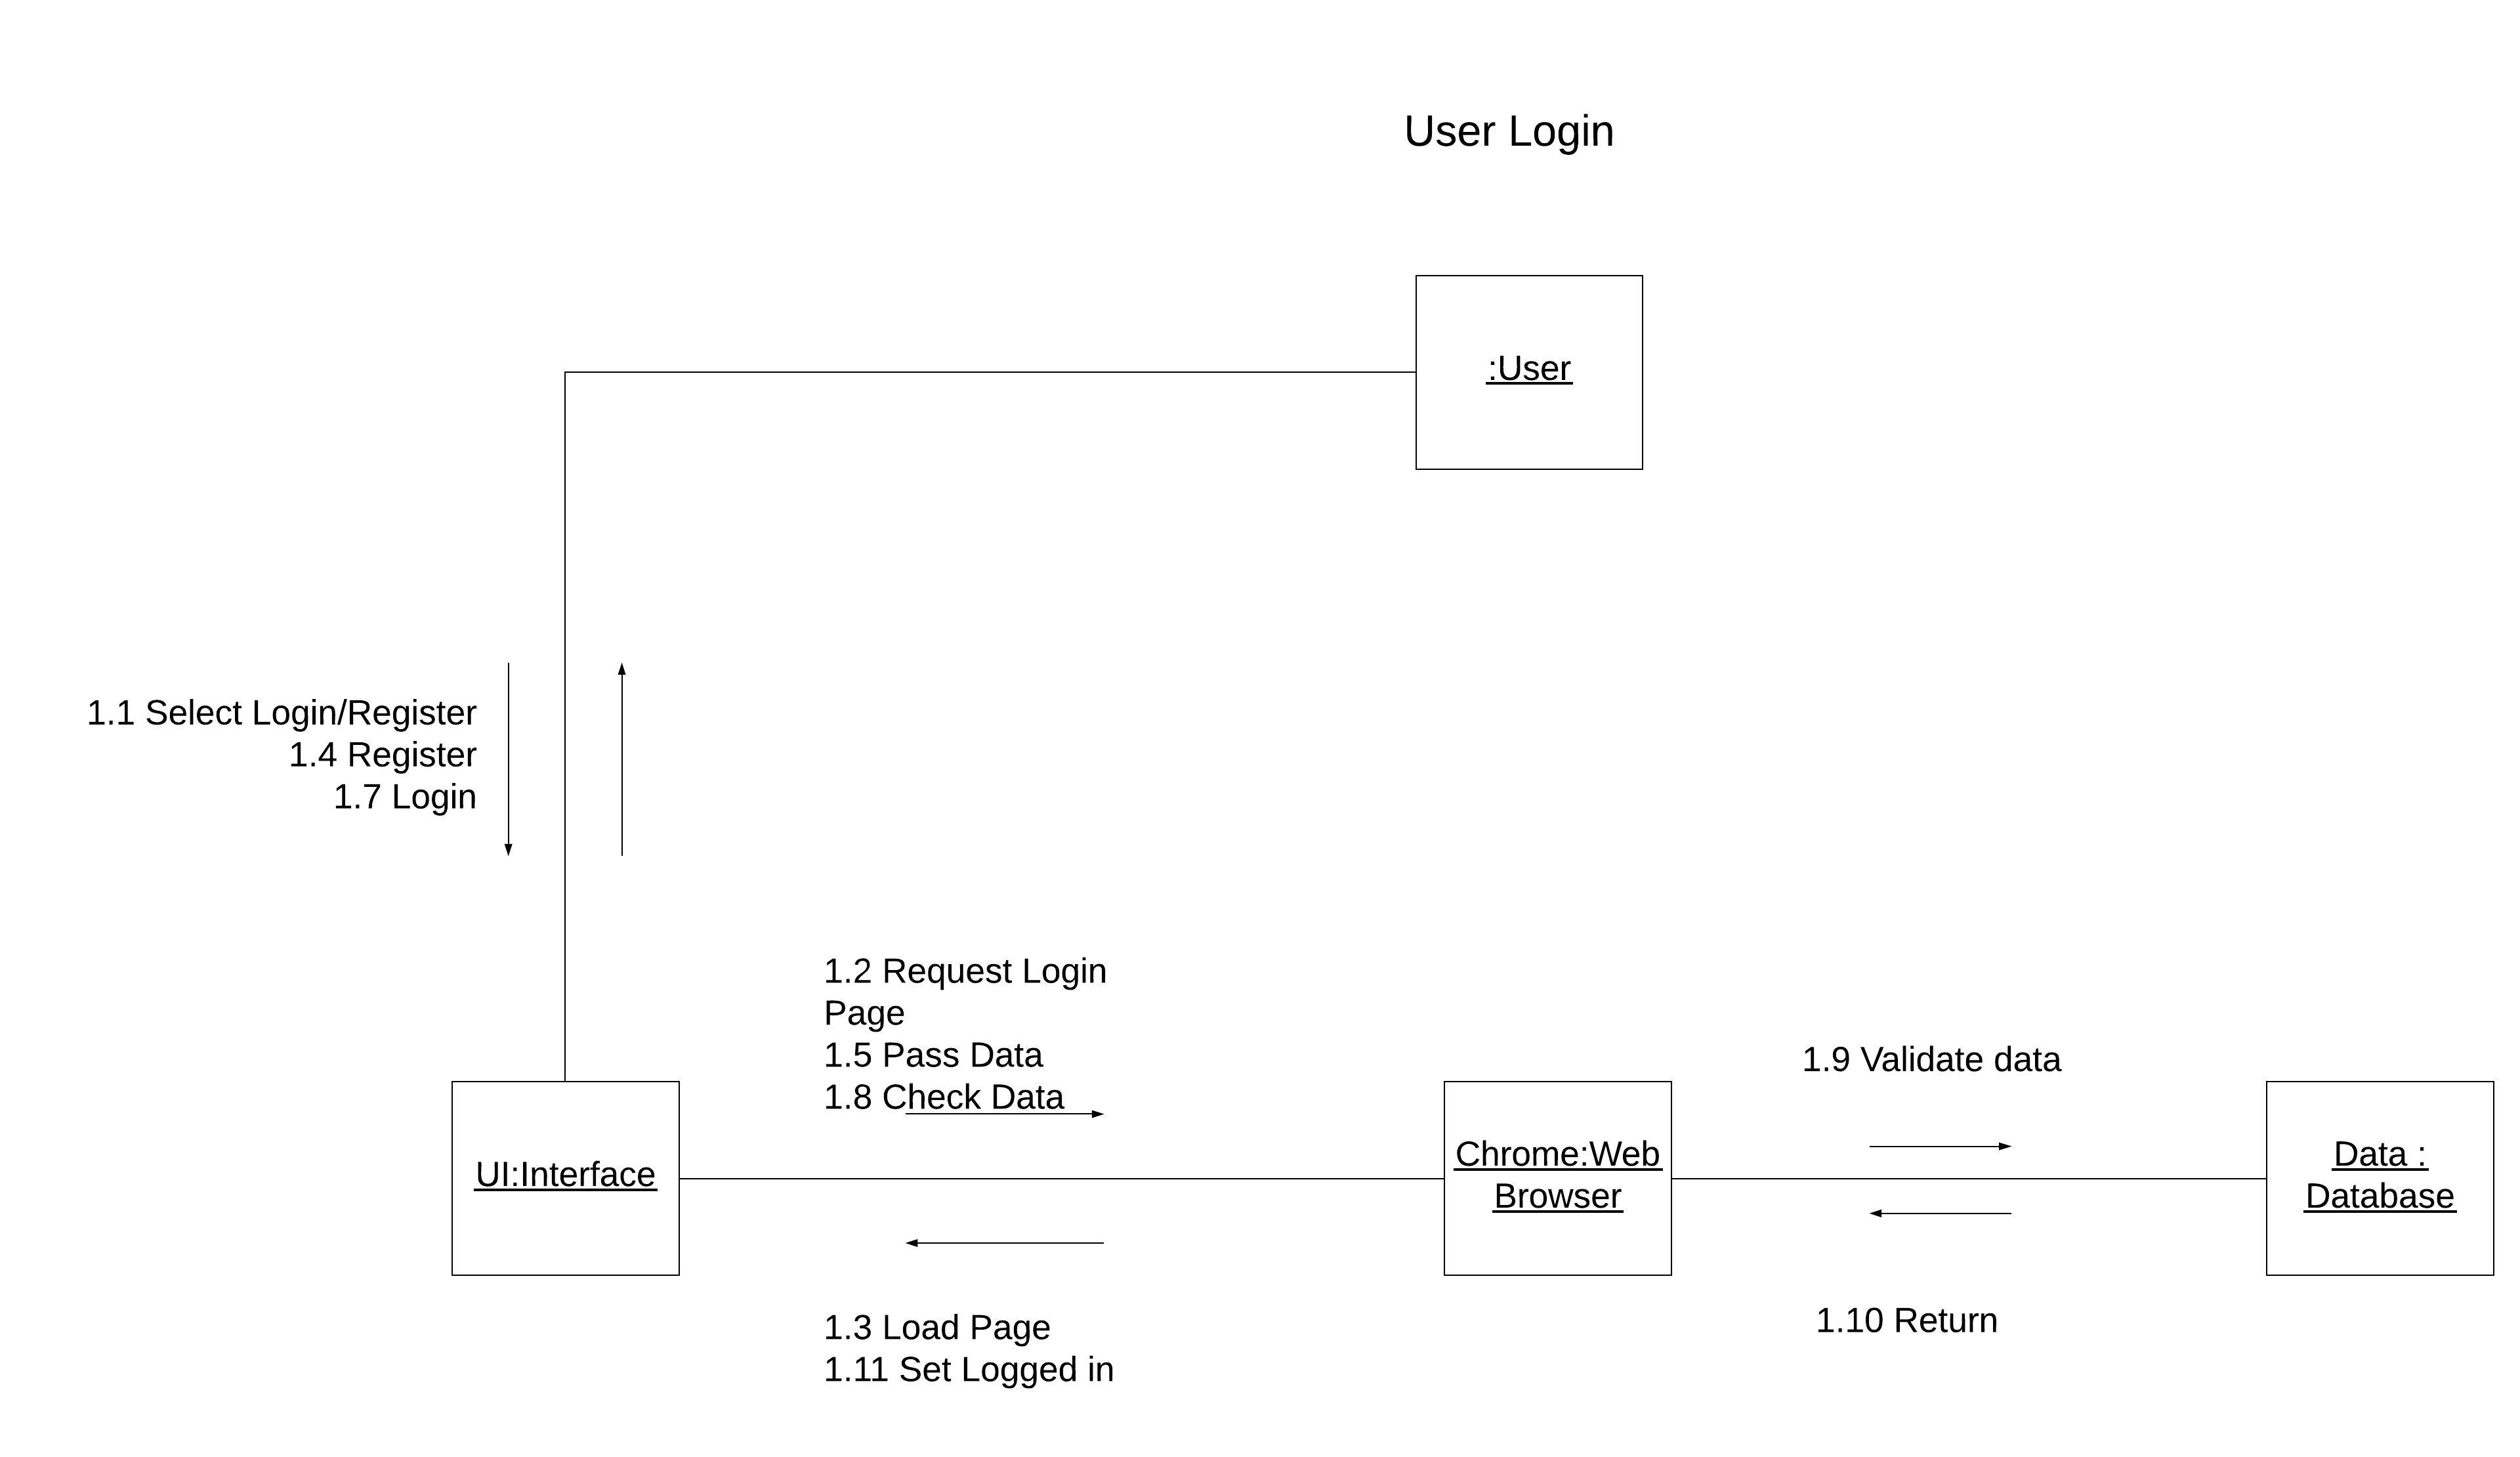 User Login
:User
1.1 Select Login/Register
1.4 Register
1.7 Login
1.2 Request Login
Page
1.5 Pass Data
1.8 Check Data
1.9 Validate data
UI:Interface
Chrome:Web
Browser
Data :
Database
1.3 Load Page
1.11 Set Logged in
1.10 Return